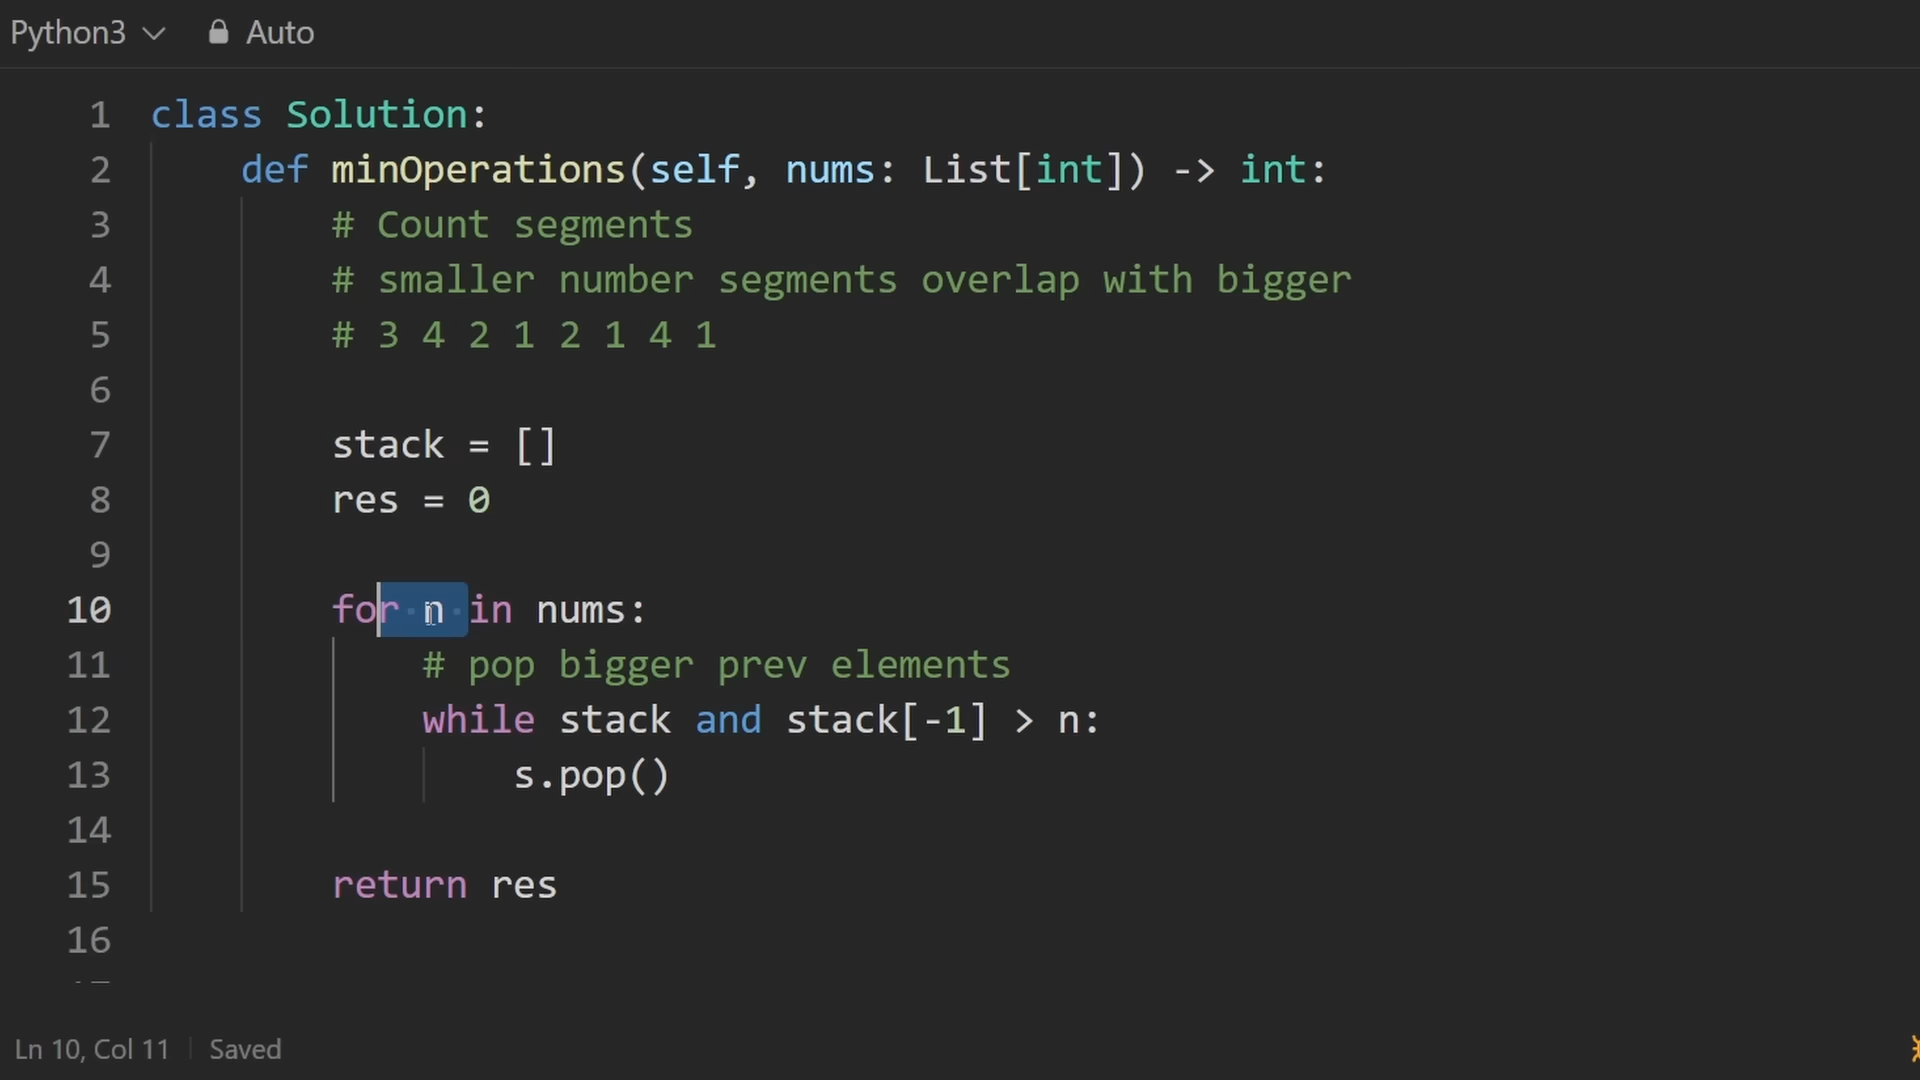 Python3 Auto
1 class Solution:
2 def minOperations(self, nums: List[int]) -> int:
3 # Count segments
4 # smaller number segments overlap with bigger
5 # 3 4 2 1 2 1 4 1
6
7 stack = []
8 res = 0
9
10 for n in nums:
11 # pop bigger prev elements
12 while stack and stack[-1] > n:
13 s.pop()
14
15 return res
16
Ln 10, Col 11 Saved